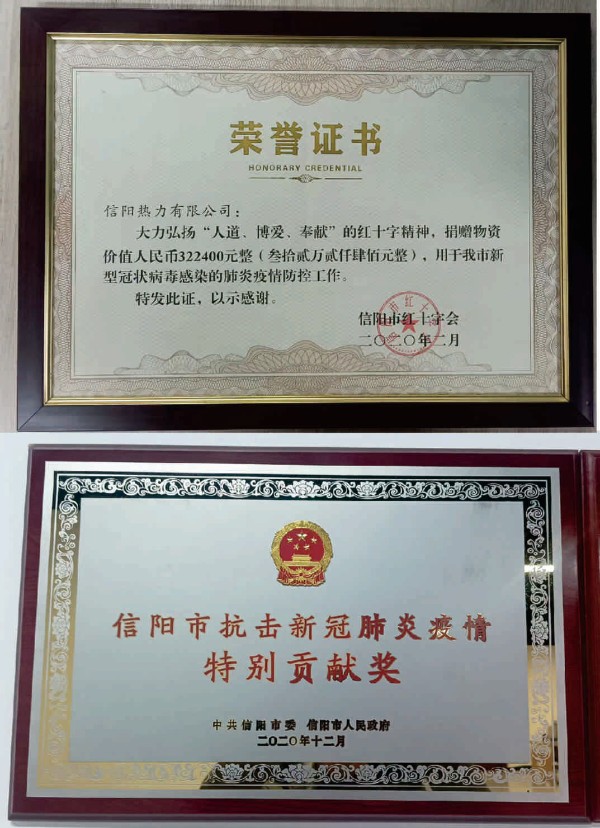 荣誉证书
HONORARY CREDENTIAL
信阳热力有限公司：
大力弘扬“人道、博爱、奉献”的红十字精神，捐赠物资
价值人民币322400元整（叁拾贰万贰仟肆佰元整），用于我市新
型冠状病毒感染的肺炎疫情防控工作。
特发此证，以示感谢。
信阳市红十字会
二〇二〇年二月
信阳市抗击新冠肺炎疫情
特别贡献奖
中共信阳市委 信阳市人民政府
二〇二〇年十二月